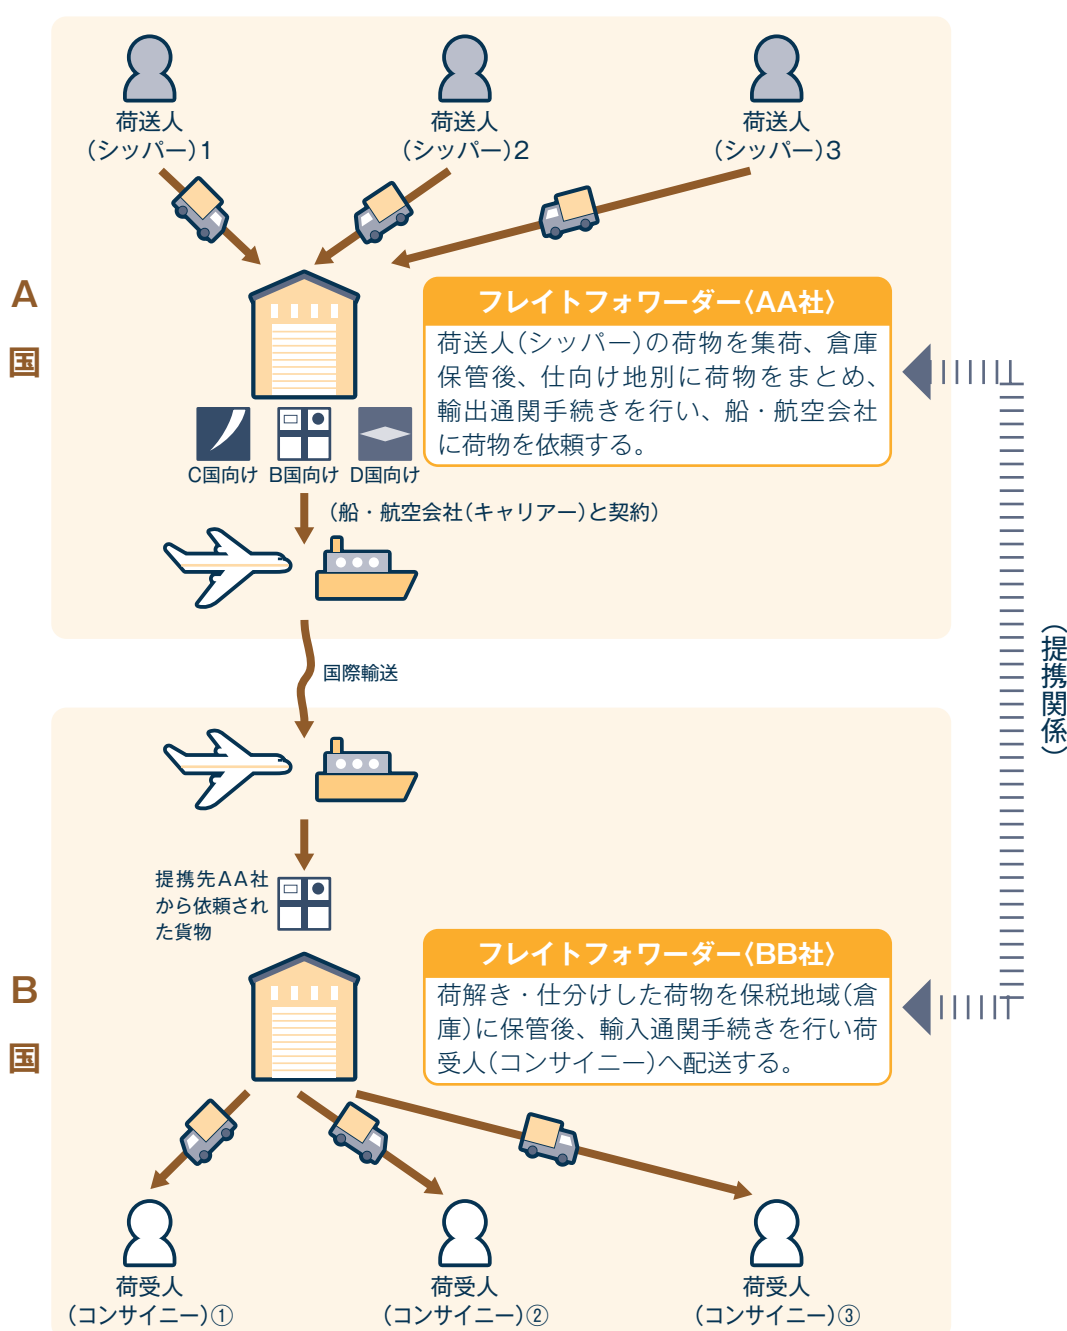 荷送人
（シッパー）1
荷送人
（シッパー）2
荷送人
（シッパー）3
A
国
フレイトフォワーダー〈AA社〉
荷送人（シッパー）の荷物を集荷、倉庫
保管後、仕向け地別に荷物をまとめ、
輸出通関手続きを行い、船・航空会社
に荷物を依頼する。
C国向け
B国向け
D国向け
（船・航空会社（キャリアー）と契約）
国際輸送
（提携関係）
提携先AA社
から依頼され
た貨物
B
国
フレイトフォワーダー〈BB社〉
荷解き・仕分けした荷物を保税地域（倉
庫）に保管後、輸入通関手続きを行い荷
受人（コンサイニー）へ配送する。
荷受人
（コンサイニー）①
荷受人
（コンサイニー）②
荷受人
（コンサイニー）③